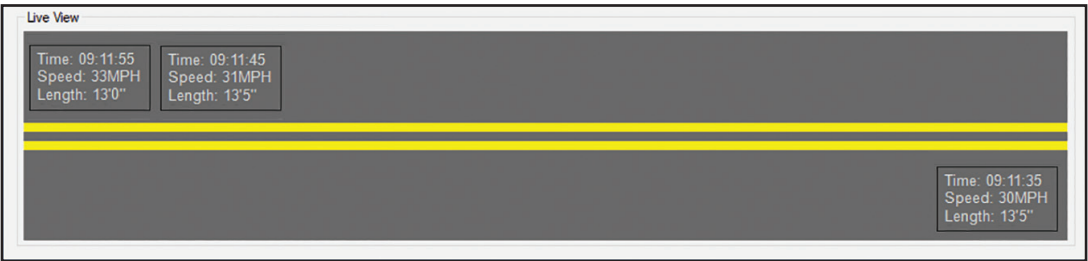 Live View
Time: 09:11:55
Speed: 33MPH
Length: 13'0"
Time: 09:11:45
Speed: 31MPH
Length: 13'5"
Time: 09:11:35
Speed: 30MPH
Length: 13'5"